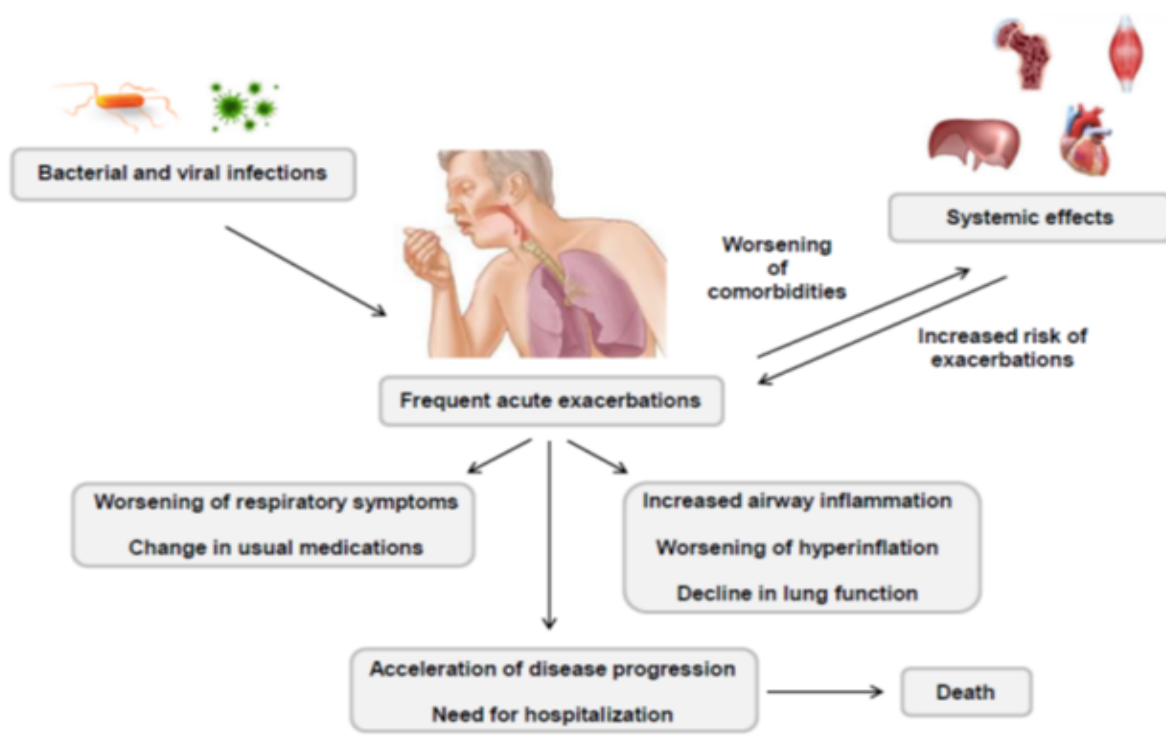 Bacterial and viral infections
Systemic effects
Worsening
of
comorbidities
Increased risk of
exacerbations
Frequent acute exacerbations
Worsening of respiratory symptoms
Change in usual medications
Increased airway inflammation
Worsening of hyperinflation
Decline in lung function
Acceleration of disease progression
Need for hospitalization
Death